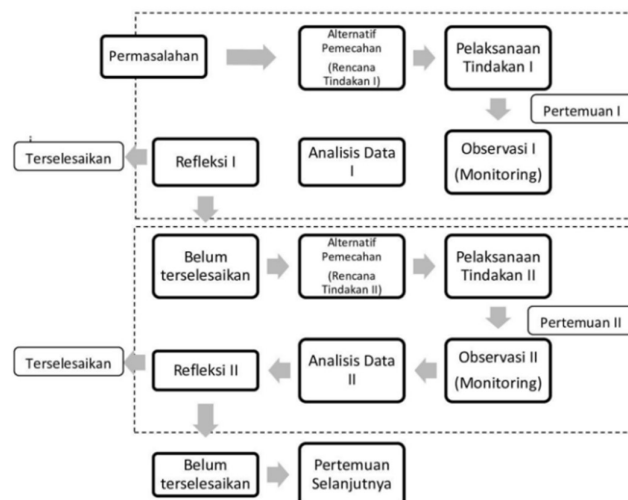 Permasalahan
Alternatif
Pemecahan
(Rencana
Tindakan I)
Pelaksanaan
Tindakan I
Pertemuan I
Terselesaikan
Refleksi I
Analisis Data
I
Observasi I
(Monitoring)
Belum
terselesaikan
Alternatif
Pemecahan
(Rencana
Tindakan II)
Pelaksanaan
Tindakan II
Pertemuan II
Terselesaikan
Refleksi II
Analisis Data
II
Observasi II
(Monitoring)
Belum
terselesaikan
Pertemuan
Selanjutnya